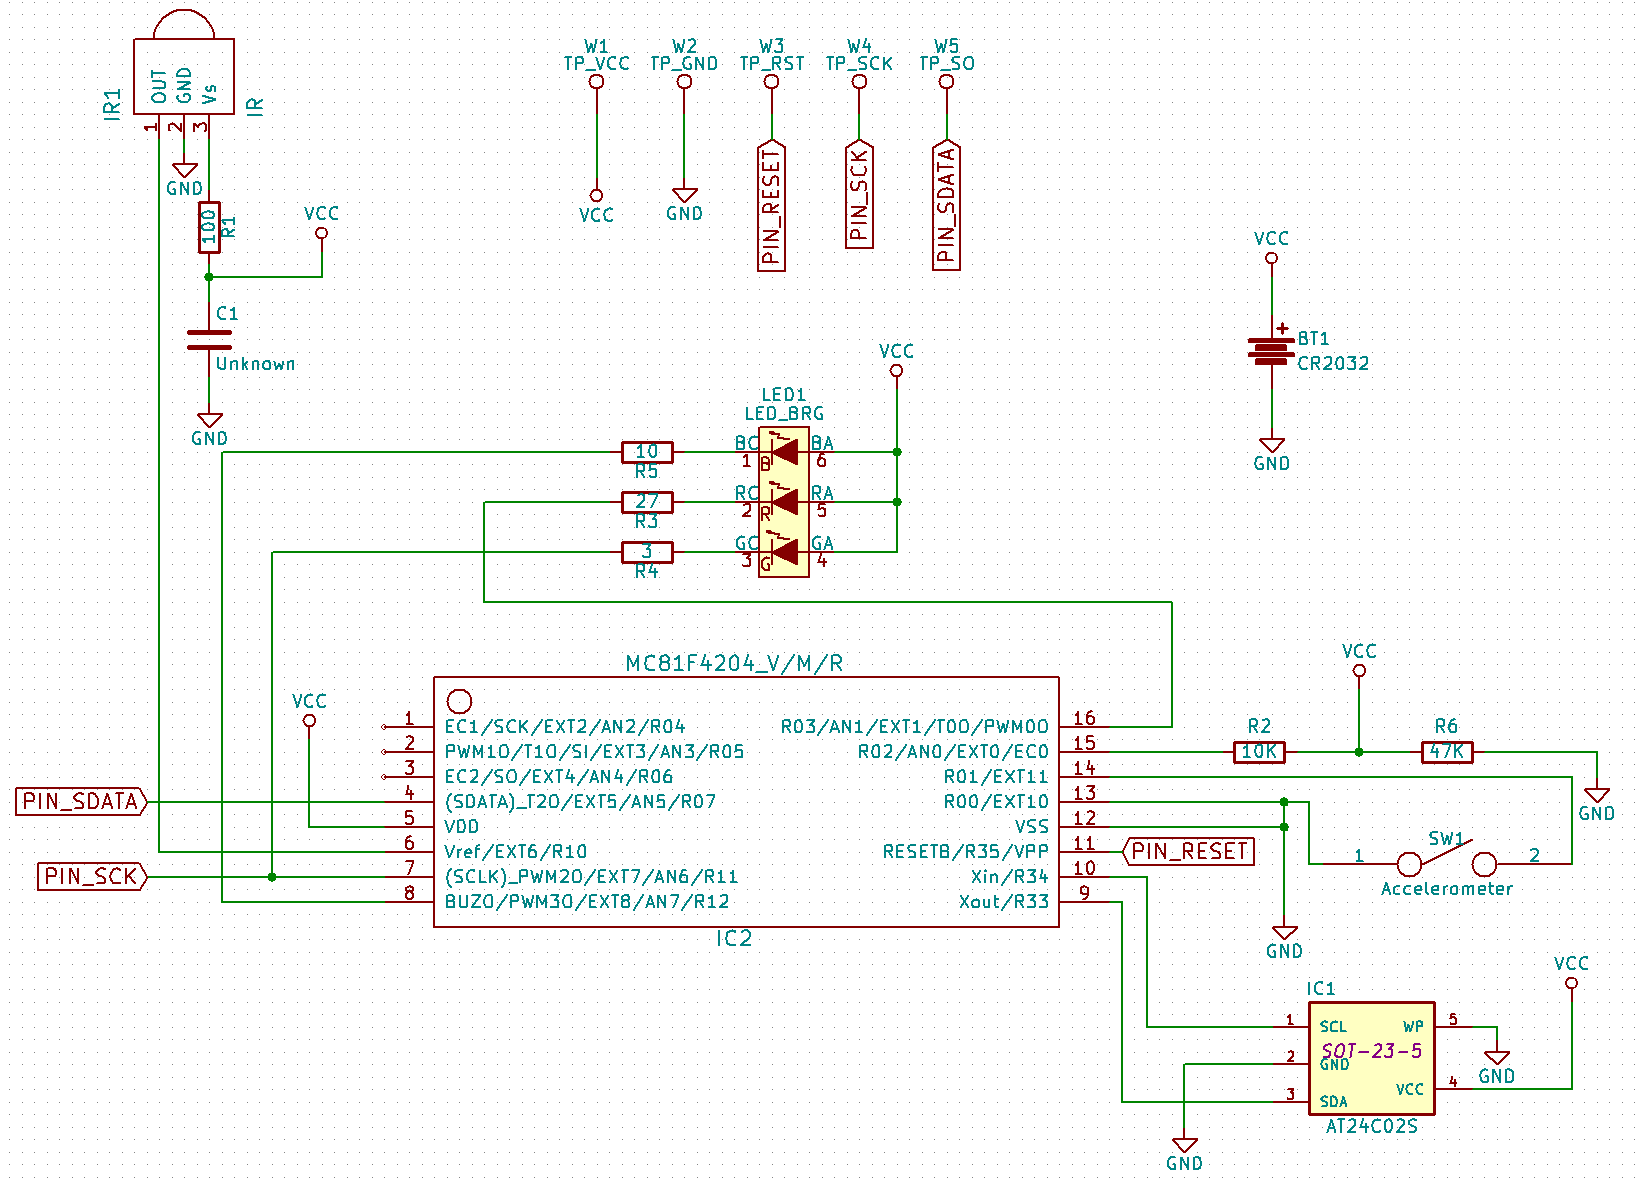 IR1
OUT
GND
Vs
IR
1
2
3
GND
100
R1
VCC
C1
Unknown
GND
W1
TP_VCC
VCC
W2
TP_GND
GND
W3
TP_RST
PIN_RESET
W4
TP_SCK
PIN_SCK
W5
TP_SO
PIN_SDATA
VCC
BT1
CR2032
GND
VCC
LED1
LED_BRG
10
R5
BC
1
B
BA
6
27
R3
RC
2
R
RA
5
3
R4
GC
3
G
GA
4
MC81F4204_V/M/R
VCC
PIN_SDATA
PIN_SCK
1 EC1/SCK/EXT2/AN2/R04
2 PWM1O/T1O/SI/EXT3/AN3/R05
3 EC2/SO/EXT4/AN4/R06
4 (SDATA)_T2O/EXT5/AN5/R07
5 VDD
6 Vref/EXT6/R10
7 (SCLK)_PWM2O/EXT7/AN6/R11
8 BUZO/PWM3O/EXT8/AN7/R12
R03/AN1/EXT1/T0O/PWM0O 16
R02/AN0/EXT0/EC0 15
R01/EXT11 14
R00/EXT10 13
VSS 12
RESETB/R35/VPP 11
Xin/R34 10
Xout/R33 9
IC2
PIN_RESET
VCC
R2
10K
R6
47K
GND
SW1
1
2
Accelerometer
GND
VCC
IC1
1 SCL
WP 5
SOT-23-5
2 GND
VCC 4
3 SDA
AT24C02S
GND
GND